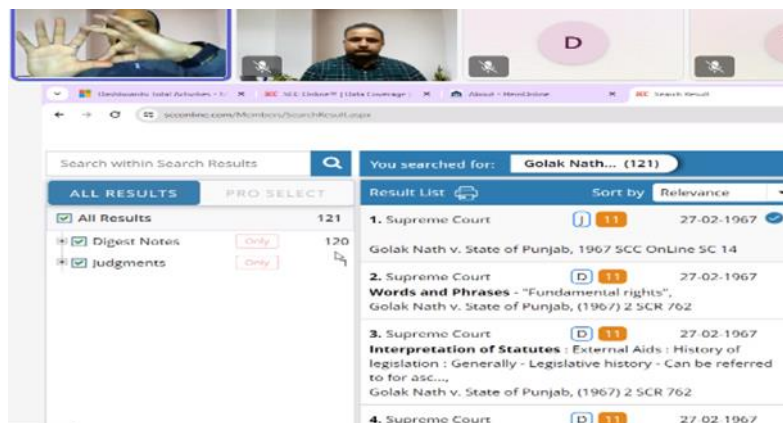 D
Dashboards: Total Activities - L
SCC Online® | Data Coverage |
About - HeinOnline
SCC Search Result
scconline.com/Members/SearchResult.aspx
Search within Search Results
You searched for: Golak Nath... (121)
ALL RESULTS PRO SELECT
Result List Sort by Relevance
All Results 121
1. Supreme Court J 11 27-02-1967
Digest Notes Only 120
Golak Nath v. State of Punjab, 1967 SCC OnLine SC 14
Judgments Only
2. Supreme Court D 11 27-02-1967
Words and Phrases - "Fundamental rights",
Golak Nath v. State of Punjab, (1967) 2 SCR 762
3. Supreme Court D 11 27-02-1967
Interpretation of Statutes : External Aids : History of
legislation : Generally - Legislative history - Can be referred
to for asc...,
Golak Nath v. State of Punjab, (1967) 2 SCR 762
4. Supreme Court D 11 27-02-1967